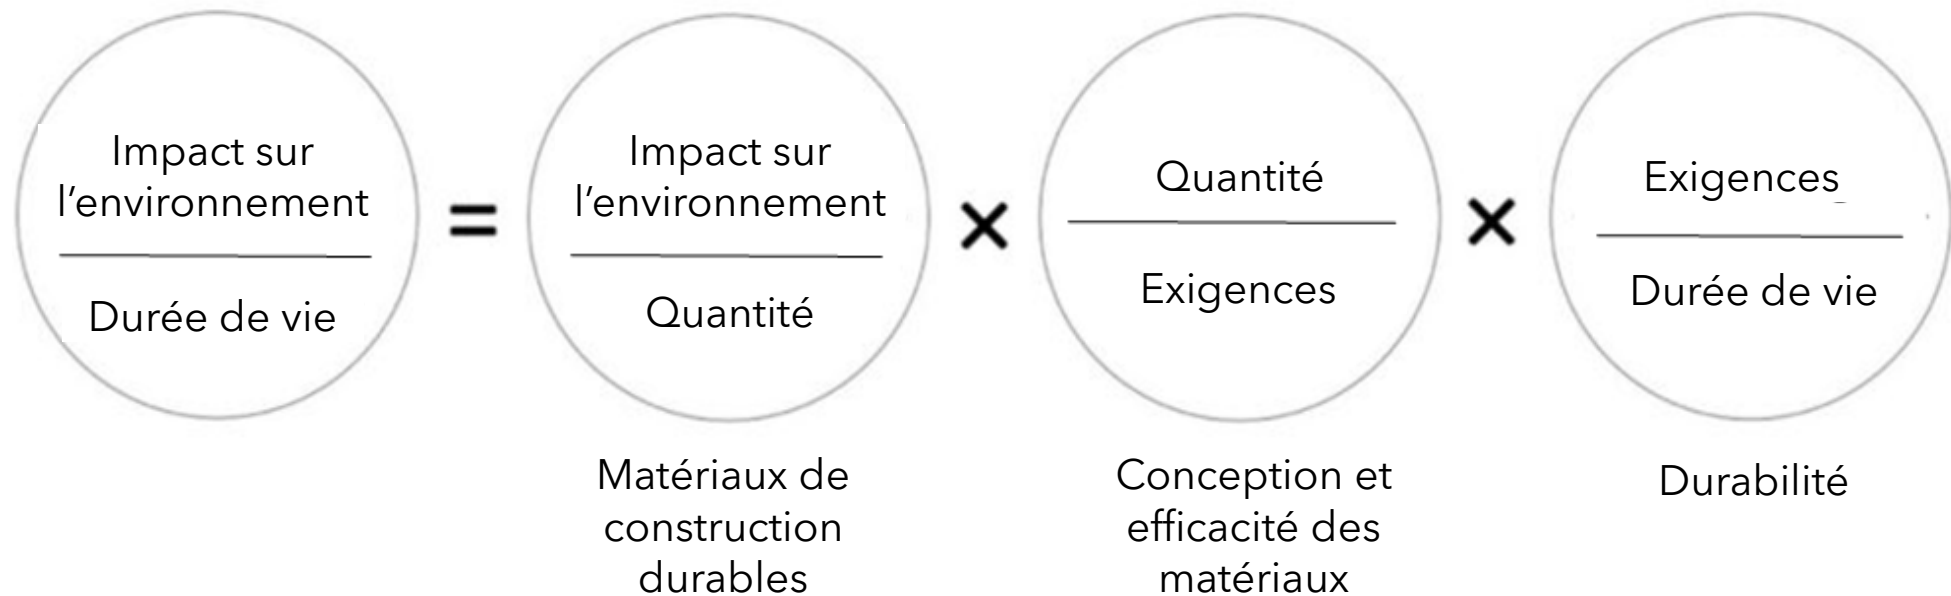 Impact sur
l’environnement
Durée de vie
=
Impact sur
l’environnement
Quantité
×
Quantité
Exigences
×
Exigences
Durée de vie
Matériaux de
construction
durables
Conception et
efficacité des
matériaux
Durabilité